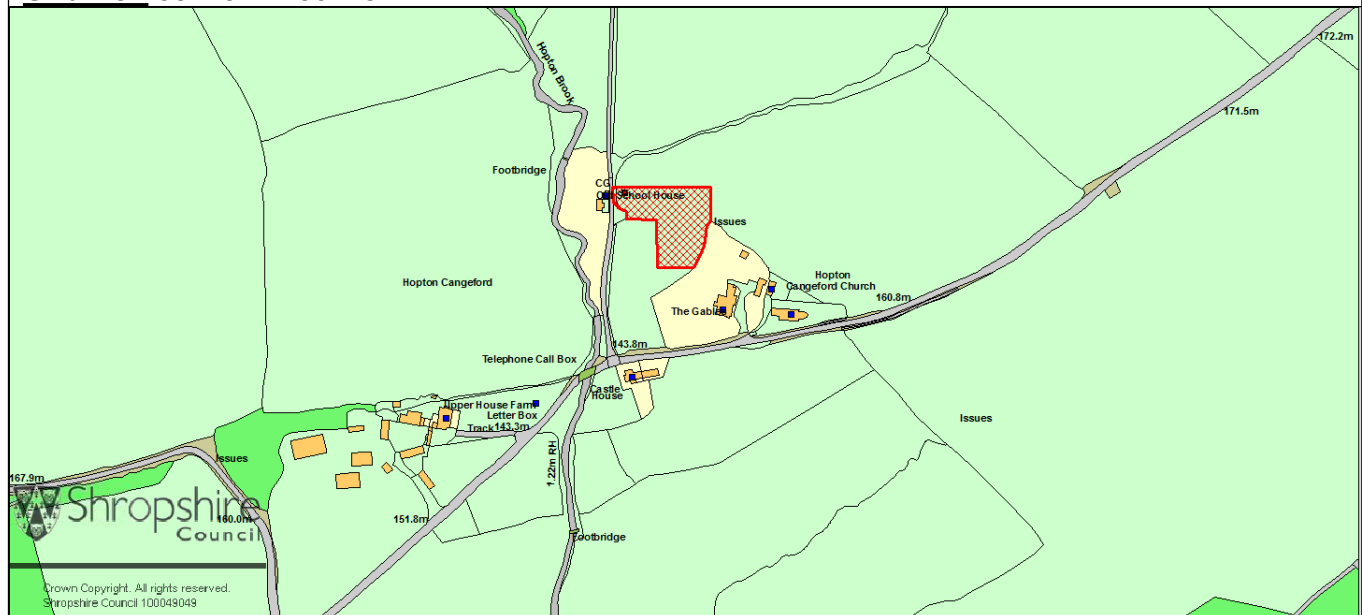 172.2m
Hopton Brook
171.5m
Footbridge
CG
Old School House
Issues
Hopton Cangeford
Hopton
Cangeford Church
160.8m
The Gables
143.8m
Telephone Call Box
Castle
House
Upper House Farm
Letter Box
Track
143.3m
Issues
Issues
1.22m RH
167.9m
Shropshire
Council
160.0m
151.8m
Footbridge
Crown Copyright. All rights reserved.
Shropshire Council 100049049